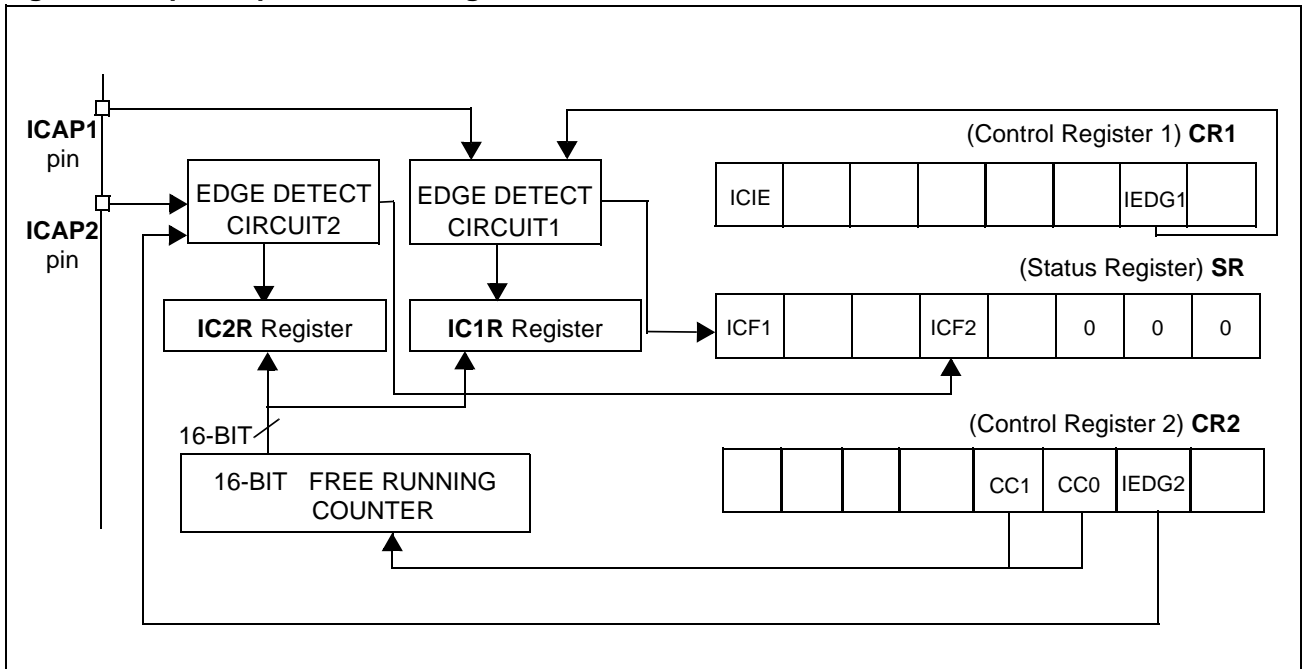 ICAP1
pin
ICAP2
pin
EDGE DETECT
CIRCUIT2
EDGE DETECT
CIRCUIT1
IC2R Register
IC1R Register
16-BIT
16-BIT FREE RUNNING
COUNTER
(Control Register 1) CR1
ICIE IEDG1
(Status Register) SR
ICF1 ICF2 0 0 0
(Control Register 2) CR2
CC1 CC0 IEDG2